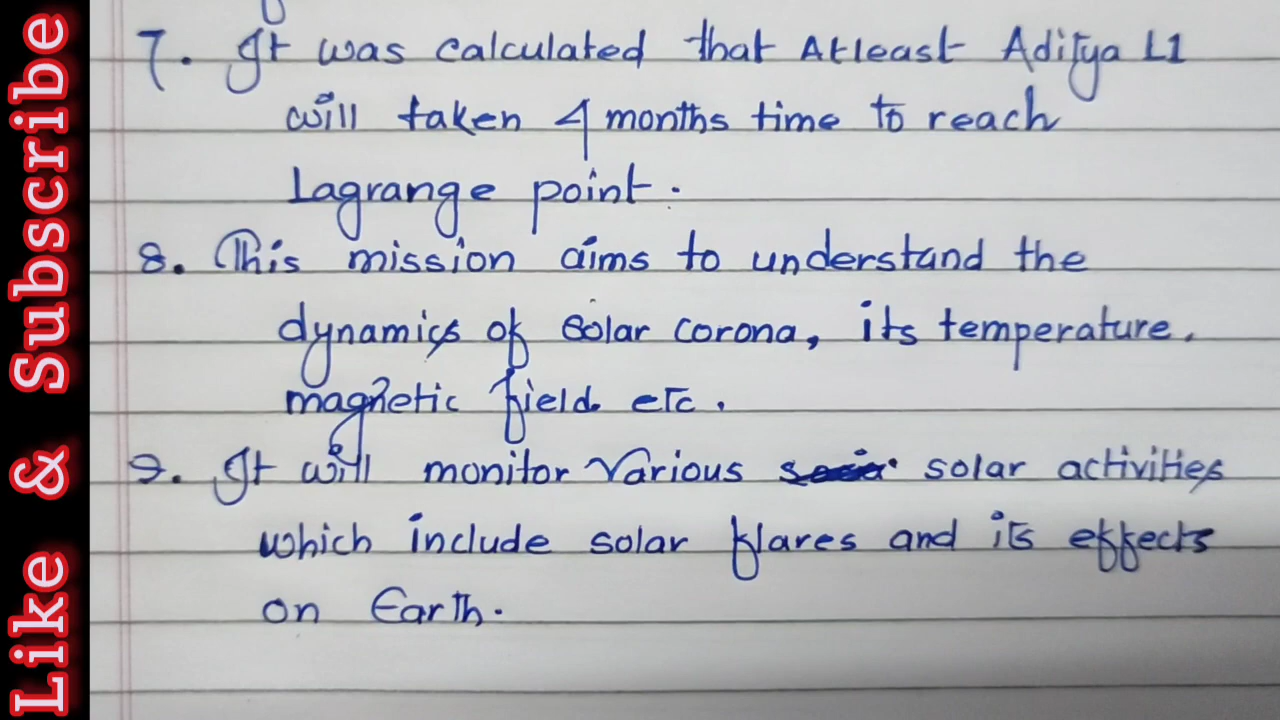 Like & Subscribe
7. It was calculated that Atleast Aditya L1
will taken 4 months time to reach
Lagrange point.
8. This mission aims to understand the
dynamics of solar corona, its temperature.
magnetic field. etc.
9. It will monitor various solar activities
which include solar flares and its effects
on Earth.